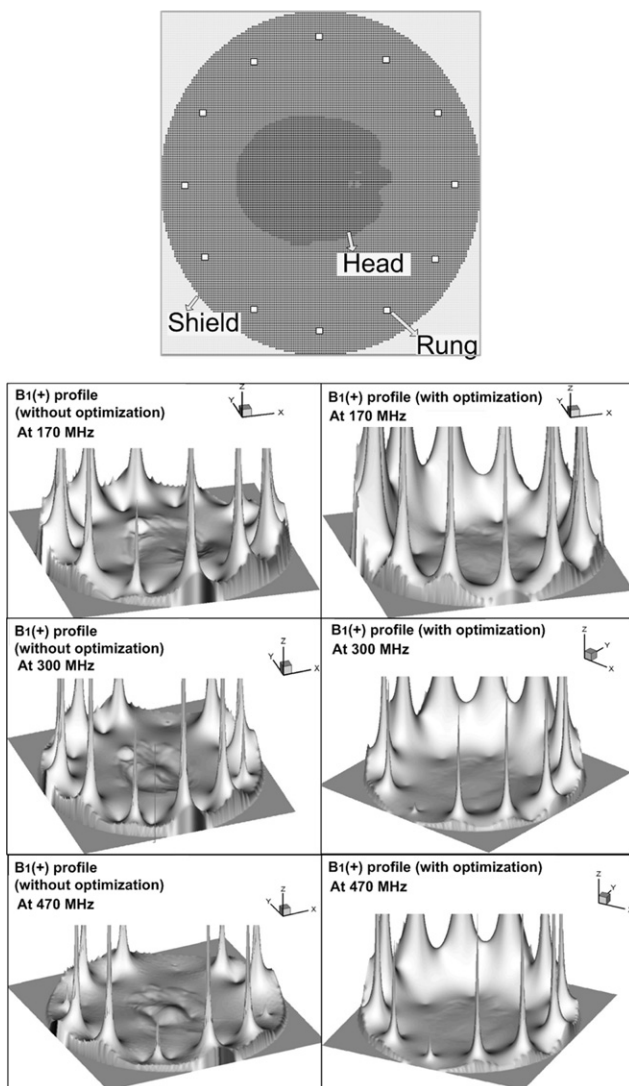 Head
Shield
Rung
B1(+) profile
(without optimization)
At 170 MHz
Z
Y
X
B1(+) profile (with optimization)
At 170 MHz
Z
Y
X
B1(+) profile
(without optimization)
At 300 MHz
Z
Y
X
B1(+) profile (with optimization)
At 300 MHz
Z
Y
X
B1(+) profile
(without optimization)
At 470 MHz
Z
Y
X
B1(+) profile (with optimization)
At 470 MHz
Z
Y
X